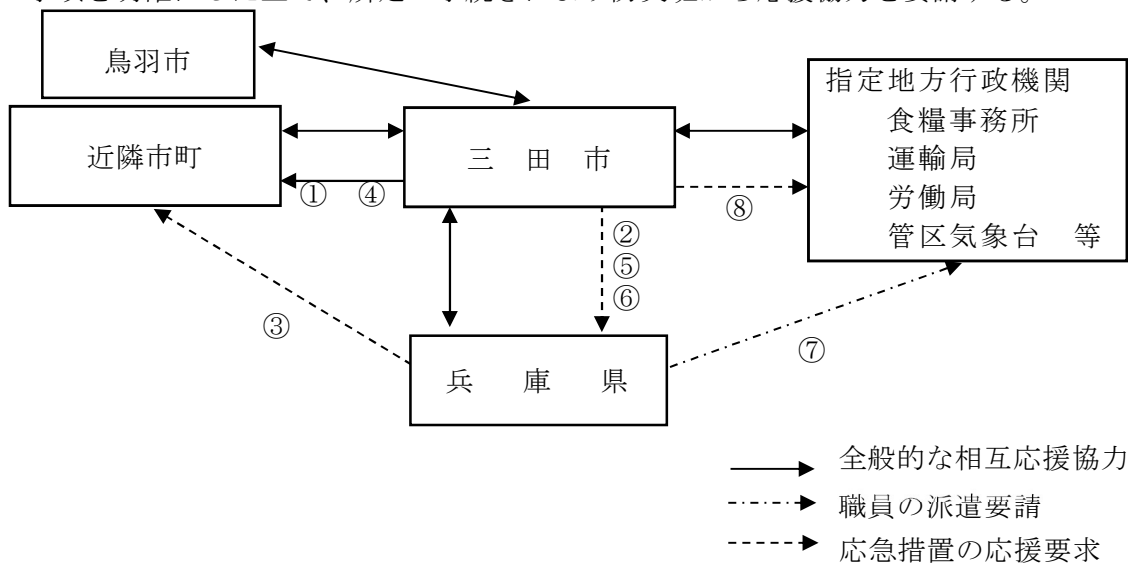 鳥羽市
近隣市町
三田市
指定地方行政機関
食糧事務所
運輸局
労働局
管区気象台 等
① ④
⑧
②
⑤
⑥
③
⑦
兵庫県
全般的な相互応援協力
職員の派遣要請
応急措置の応援要求